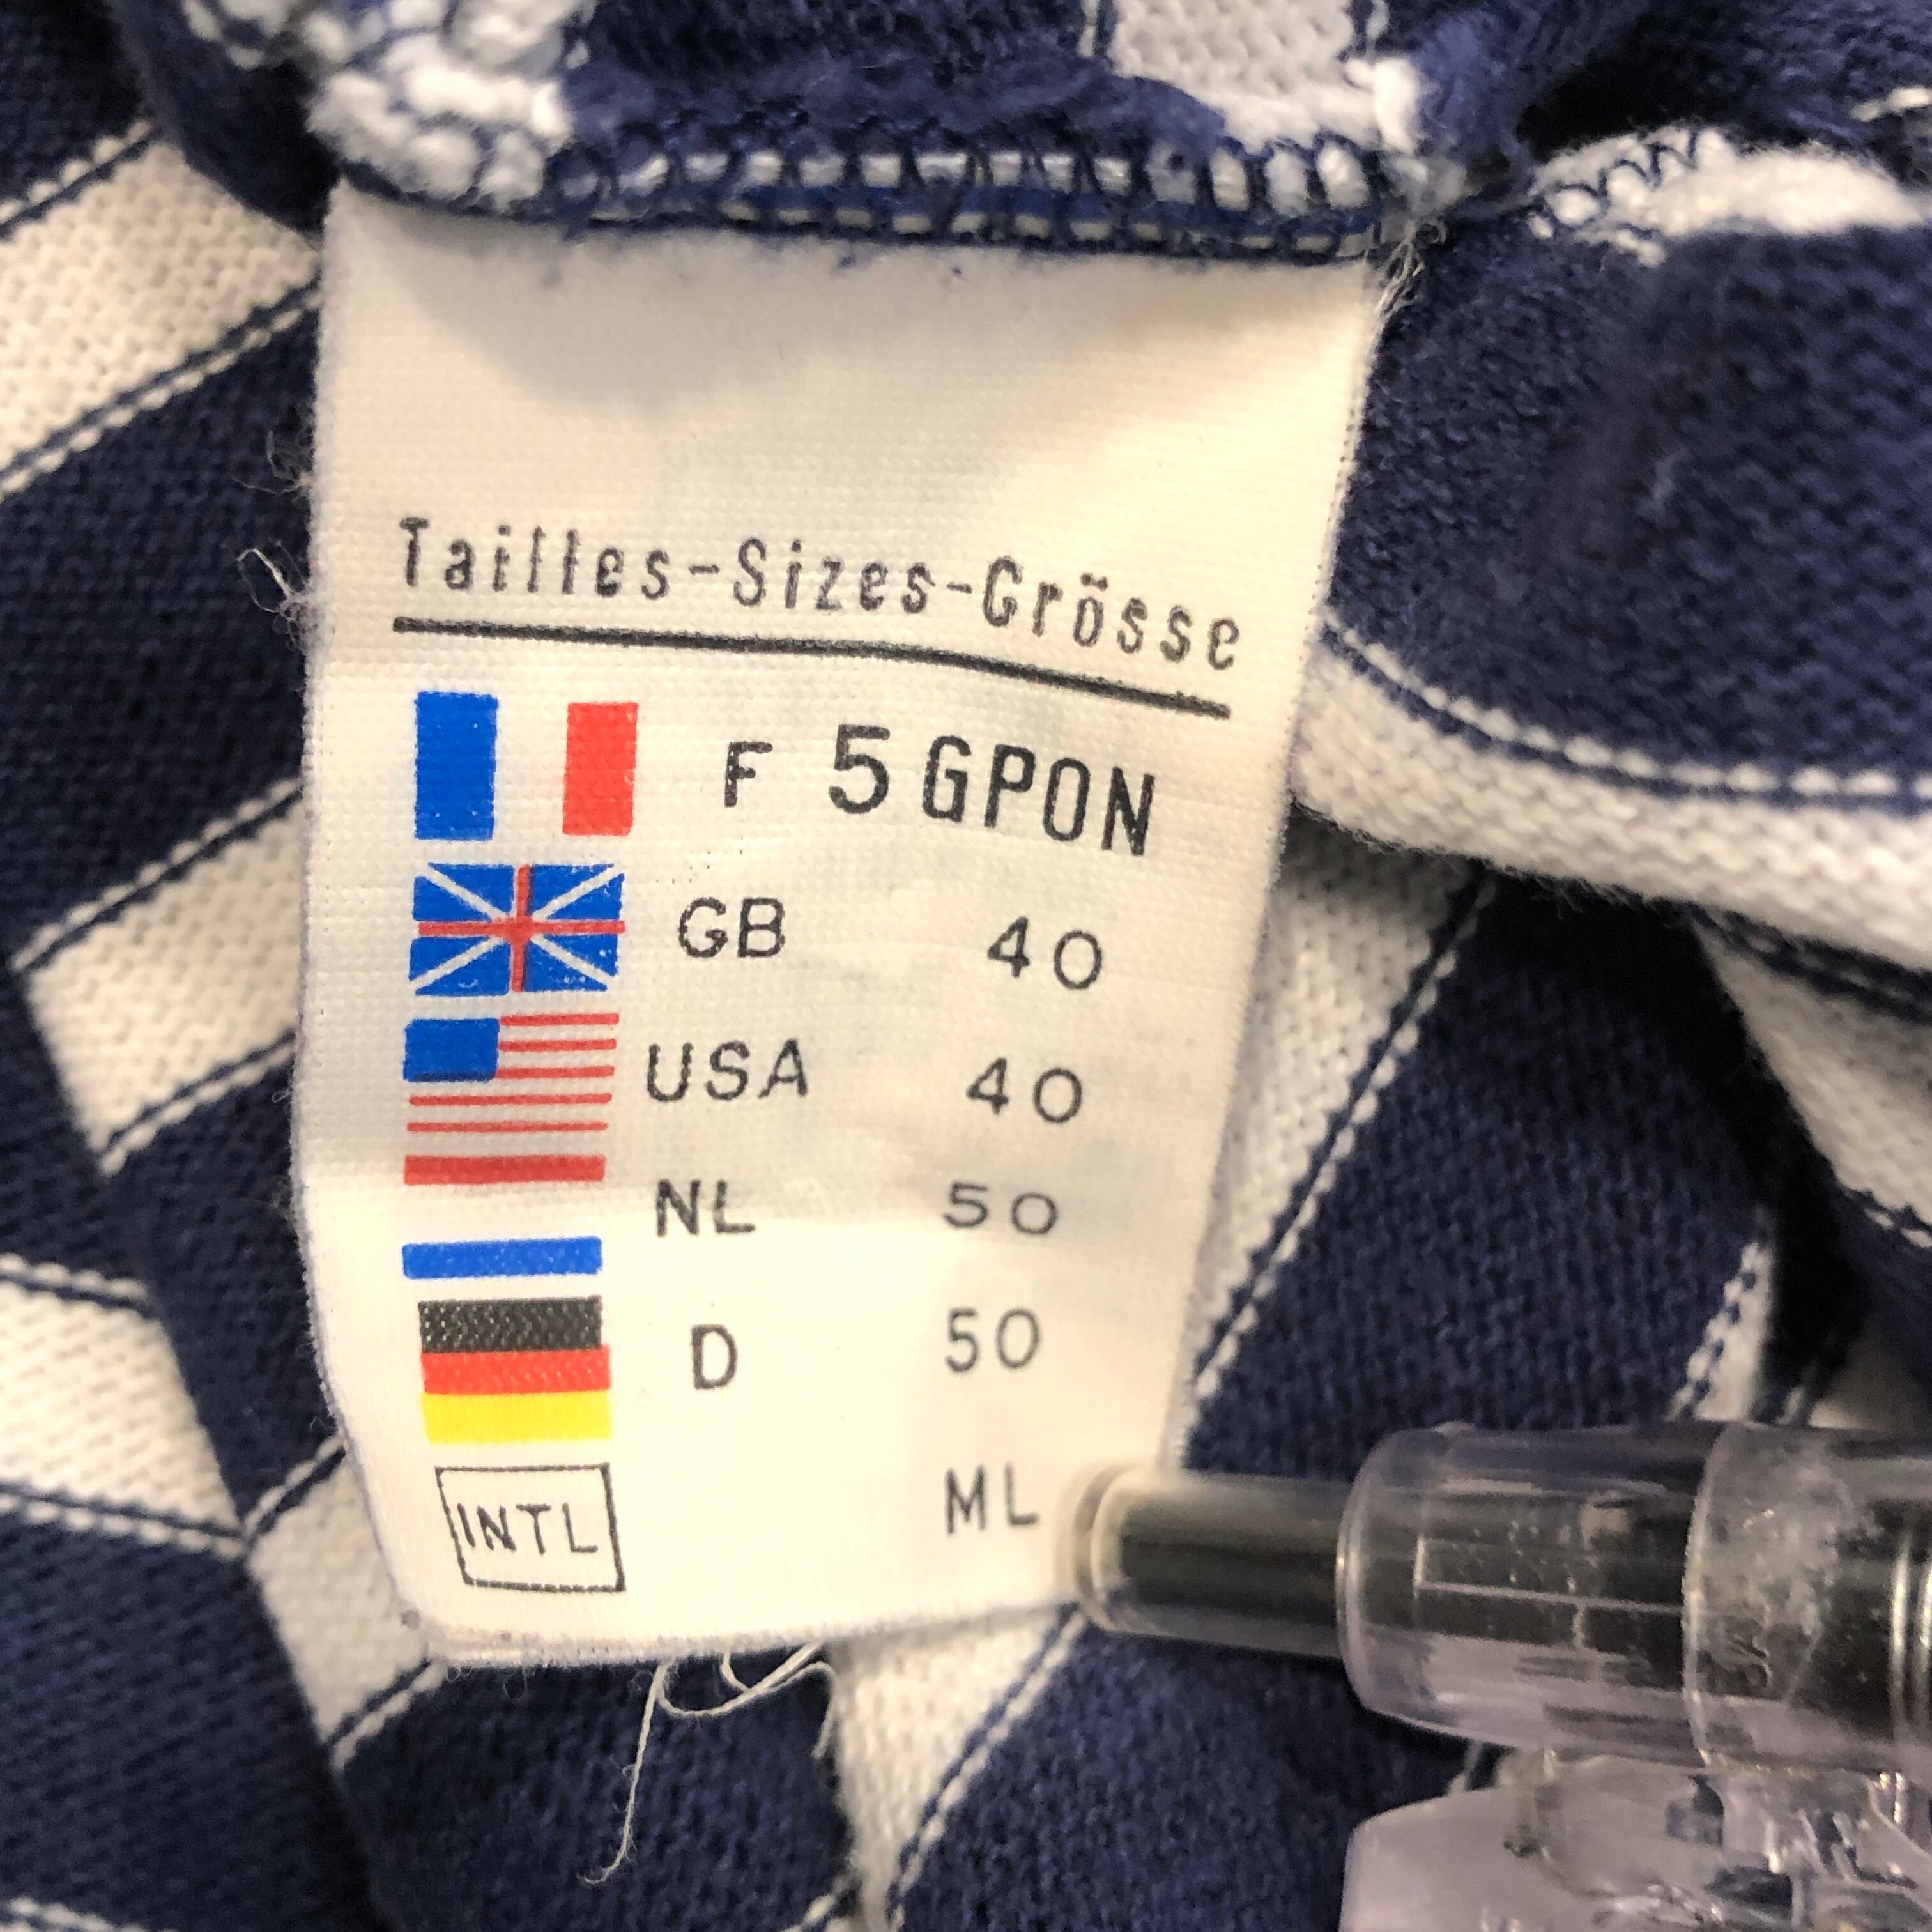 Tailles-Sizes-Grösse
F 5 GPON
GB 40
USA 40
NL 50
D 50
INTL ML